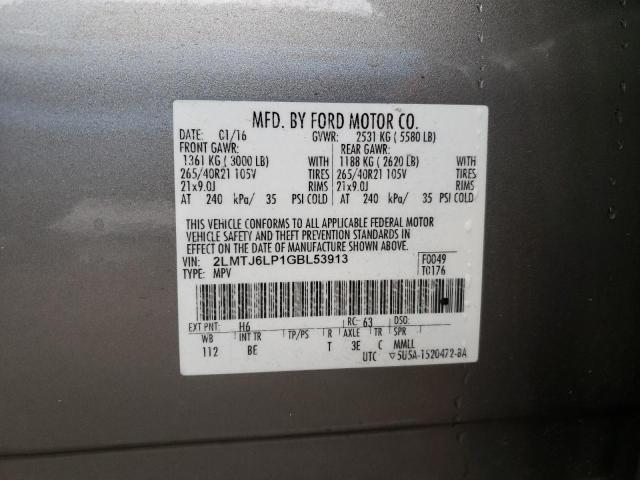 MFD. BY FORD MOTOR CO.
DATE: 01/16 GVWR: 2531 KG ( 5580 LB)
FRONT GAWR: REAR GAWR:
1361 KG ( 3000 LB) WITH 1188 KG ( 2620 LB) WITH
265/40R21 105V TIRES 265/40R21 105V TIRES
21x9.0J RIMS 21x9.0J RIMS
AT 240 kPa/ 35 PSI COLD AT 240 kPa/ 35 PSI COLD
THIS VEHICLE CONFORMS TO ALL APPLICABLE FEDERAL MOTOR
VEHICLE SAFETY AND THEFT PREVENTION STANDARDS IN
EFFECT ON THE DATE OF MANUFACTURE SHOWN ABOVE.
VIN: 2LMTJ6LP1GBL53913 F0049
TYPE: MPV T0176
EXT PNT: H6 RC: 63 DSO:
WB INT TR TP/PS R AXLE TR SPR
112 BE T 3E C MMLL
UTC ▽5U5A-1520472-BA